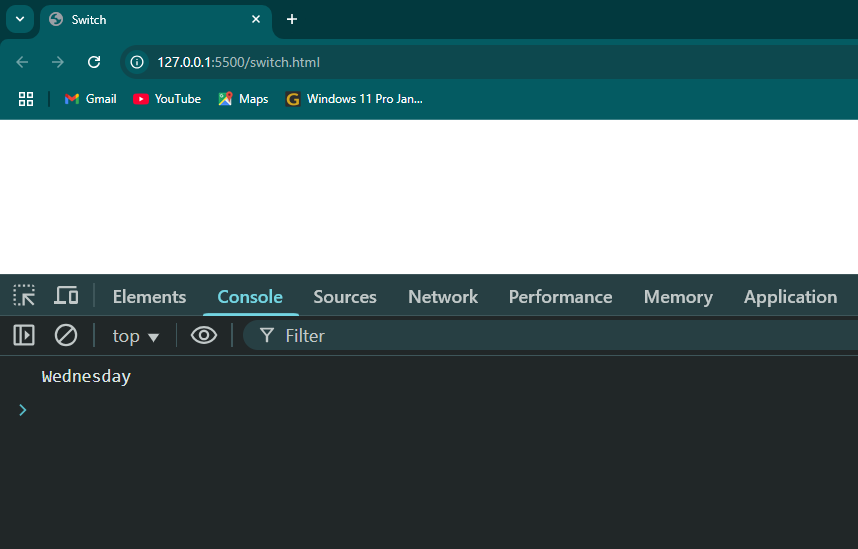 Switch
127.0.0.1:5500/switch.html
Gmail YouTube Maps Windows 11 Pro Jan...
Elements Console Sources Network Performance Memory Application
top Filter
Wednesday